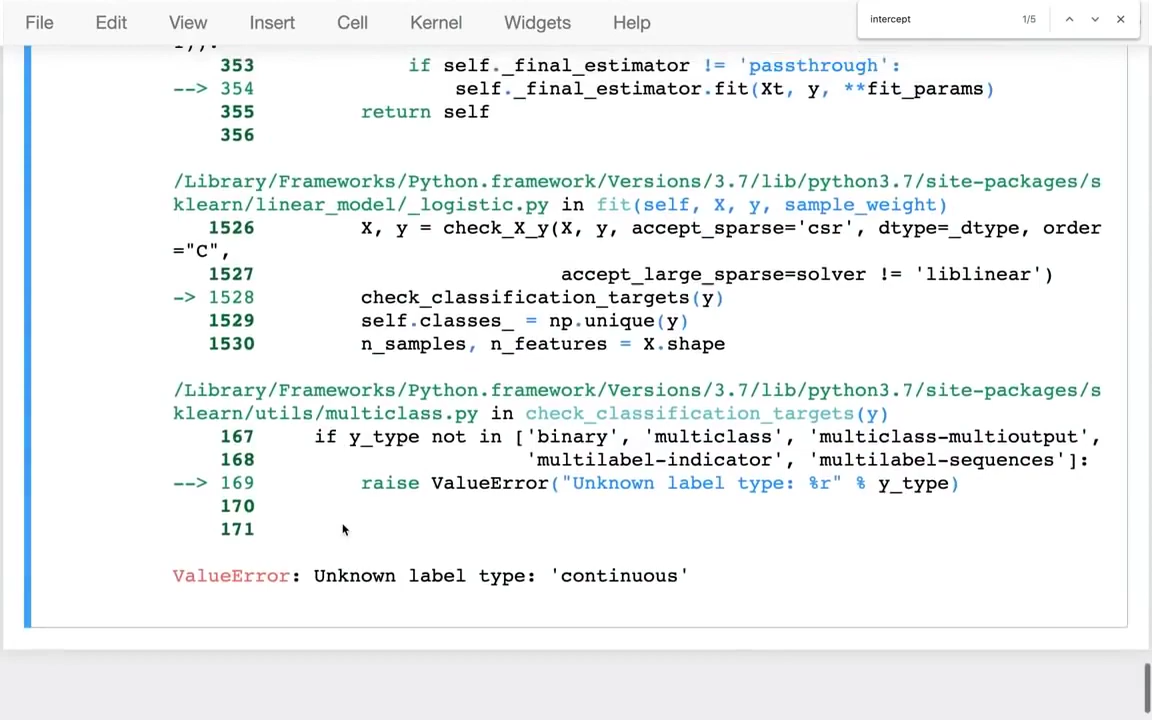 File Edit View Insert Cell Kernel Widgets Help
intercept 1/5
353 if self._final_estimator != 'passthrough':
--> 354 self._final_estimator.fit(Xt, y, **fit_params)
355 return self
356
/Library/Frameworks/Python.framework/Versions/3.7/lib/python3.7/site-packages/s
klearn/linear_model/_logistic.py in fit(self, X, y, sample_weight)
1526 X, y = check_X_y(X, y, accept_sparse='csr', dtype=_dtype, order
="C",
1527 accept_large_sparse=solver != 'liblinear')
-> 1528 check_classification_targets(y)
1529 self.classes_ = np.unique(y)
1530 n_samples, n_features = X.shape
/Library/Frameworks/Python.framework/Versions/3.7/lib/python3.7/site-packages/s
klearn/utils/multiclass.py in check_classification_targets(y)
167 if y_type not in ['binary', 'multiclass', 'multiclass-multioutput',
168 'multilabel-indicator', 'multilabel-sequences']:
--> 169 raise ValueError("Unknown label type: %r" % y_type)
170
171
ValueError: Unknown label type: 'continuous'